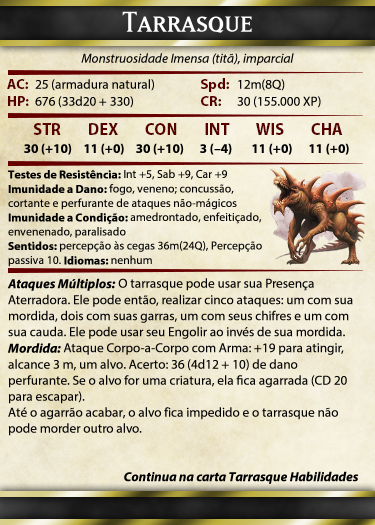 TARRASQUE
Monstruosidade Imensa (titã), imparcial
AC: 25 (armadura natural) Spd: 12m(8Q)
HP: 676 (33d20 + 330) CR: 30 (155.000 XP)
STR DEX CON INT WIS CHA
30 (+10) 11 (+0) 30 (+10) 3 (–4) 11 (+0) 11 (+0)
Testes de Resistência: Int +5, Sab +9, Car +9
Imunidade a Dano: fogo, veneno; concussão,
cortante e perfurante de ataques não-mágicos
Imunidade a Condição: amedrontado, enfeitiçado,
envenenado, paralisado
Sentidos: percepção às cegas 36m(24Q), Percepção
passiva 10. Idiomas: nenhum
Ataques Múltiplos: O tarrasque pode usar sua Presença
Aterradora. Ele pode então, realizar cinco ataques: um com sua
mordida, dois com suas garras, um com seus chifres e um com
sua cauda. Ele pode usar seu Engolir ao invés de sua mordida.
Mordida: Ataque Corpo-a-Corpo com Arma: +19 para atingir,
alcance 3 m, um alvo. Acerto: 36 (4d12 + 10) de dano
perfurante. Se o alvo for uma criatura, ela fica agarrada (CD 20
para escapar).
Até o agarrão acabar, o alvo fica impedido e o tarrasque não
pode morder outro alvo.
Continua na carta Tarrasque Habilidades